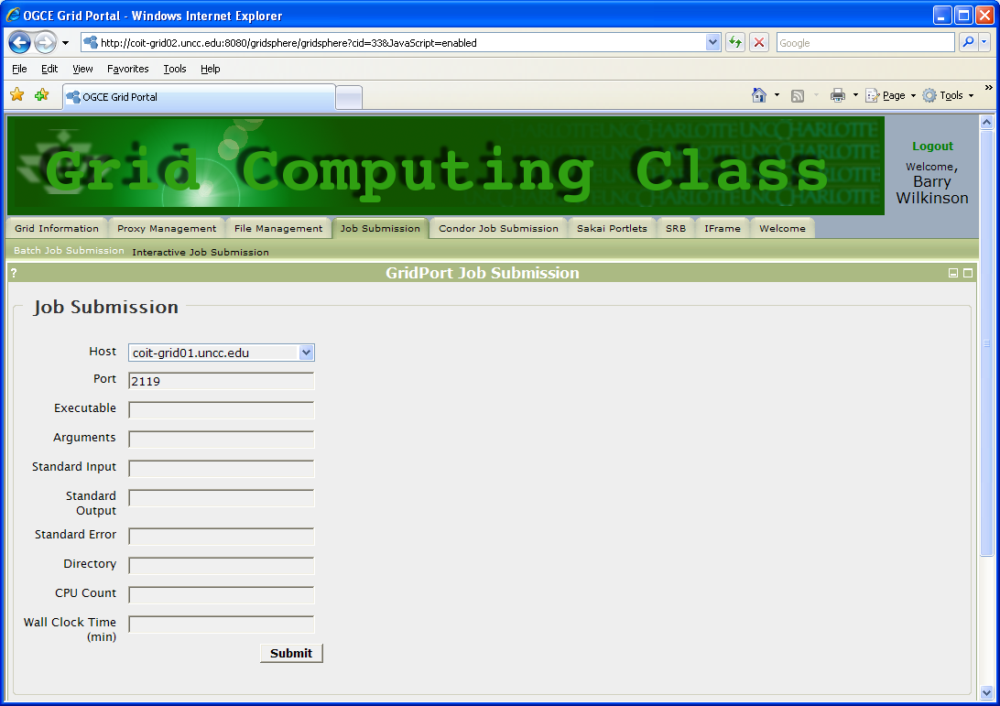 OGCE Grid Portal - Windows Internet Explorer
http://coit-grid02.uncc.edu:8080/gridsphere/gridsphere?cid=33&JavaScript=enabled
Google
File Edit View Favorites Tools Help
OGCE Grid Portal
Page Tools
Grid Computing Class
Logout
Welcome,
Barry
Wilkinson
Grid Information Proxy Management File Management Job Submission Condor Job Submission Sakai Portlets SRB IFrame Welcome
Batch Job Submission Interactive Job Submission
? GridPort Job Submission
Job Submission
Host coit-grid01.uncc.edu
Port 2119
Executable
Arguments
Standard Input
Standard
Output
Standard Error
Directory
CPU Count
Wall Clock Time
(min)
Submit